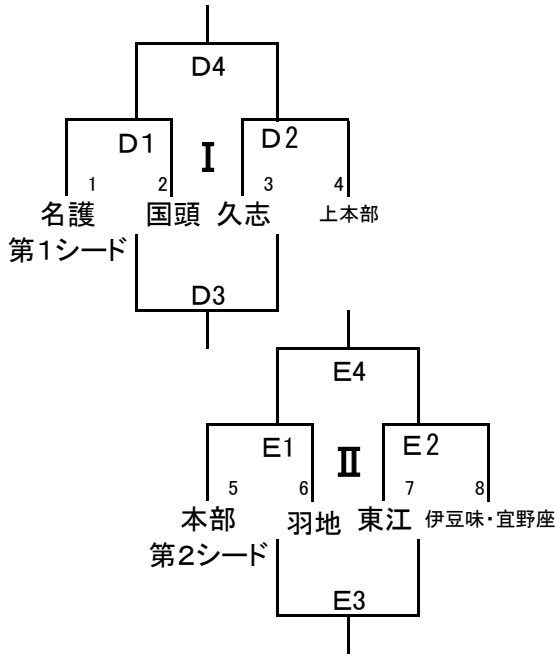 D4
D1 Ⅰ D2
1 2 3 4
名護 国頭 久志 上本部
第1シード
D3
E4
E1 Ⅱ E2
5 6 7 8
本部 羽地 東江 伊豆味・宜野座
第2シード
E3